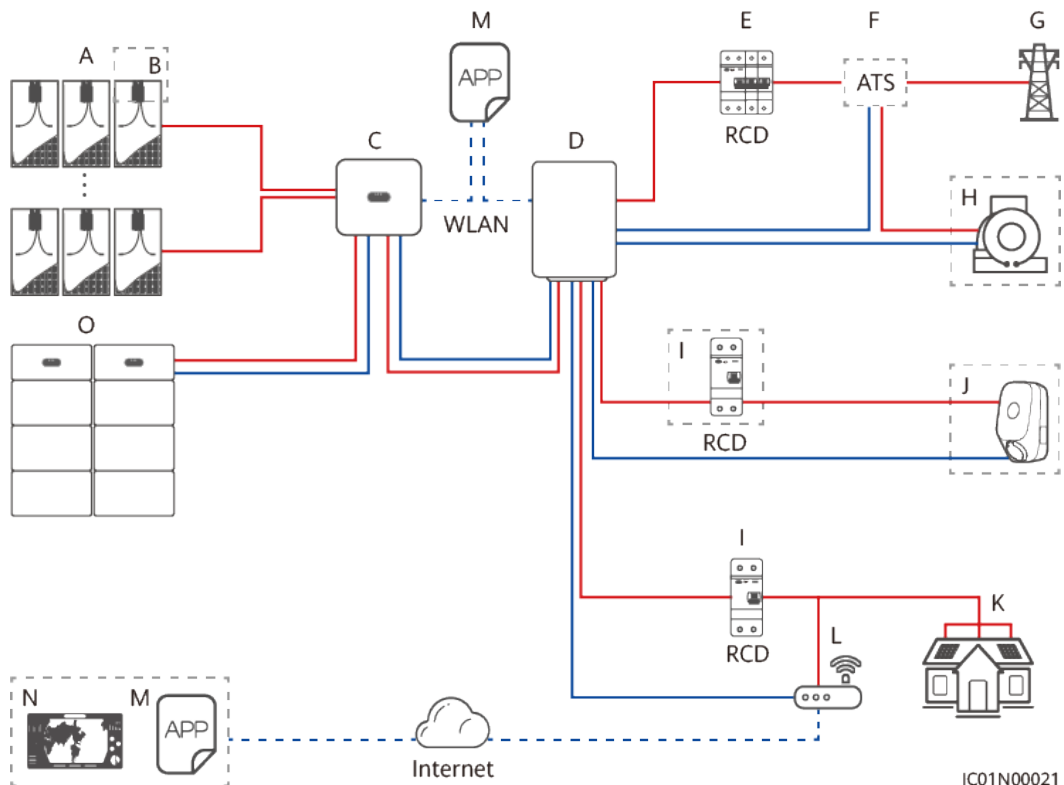 M
E
F
G
A
B
APP
ATS
RCD
C
D
H
WLAN
O
I
J
RCD
I
K
L
RCD
N
M
APP
Internet
IC01N00021